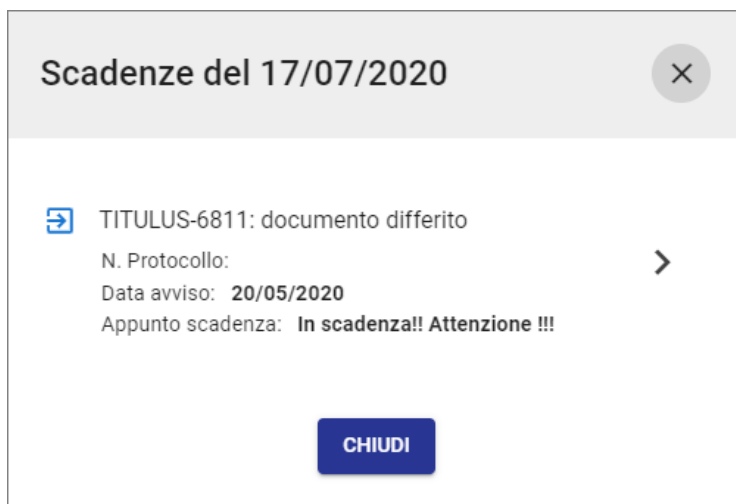 Scadenze del 17/07/2020
TITULUS-6811: documento differito
N. Protocollo:
Data avviso: 20/05/2020
Appunto scadenza: In scadenza!! Attenzione !!!
CHIUDI